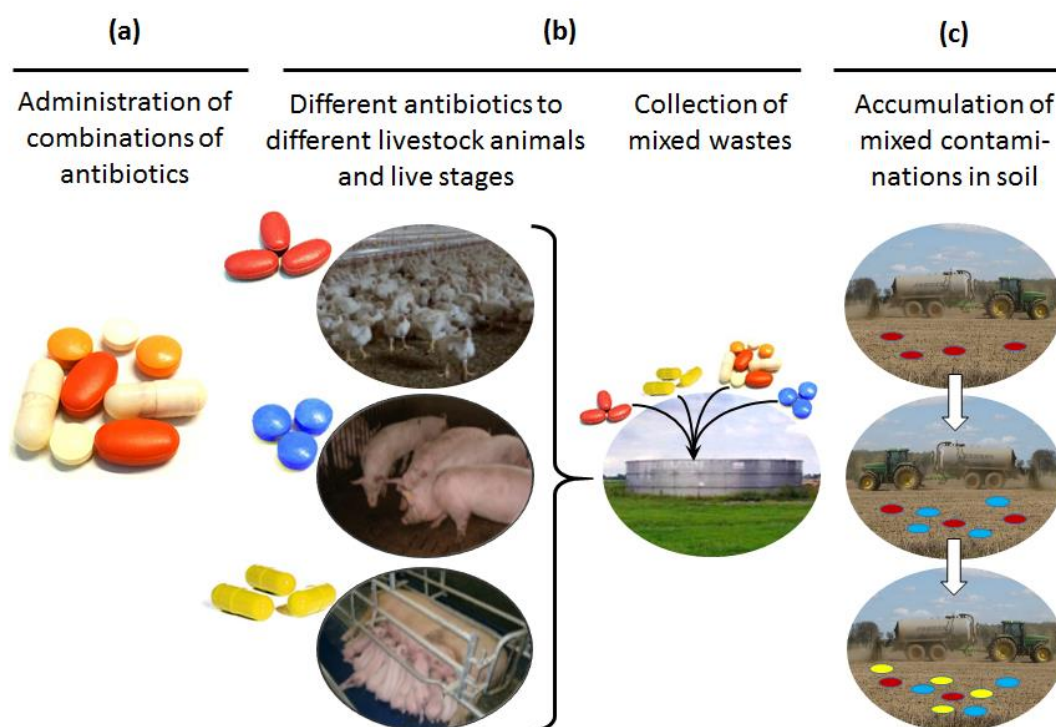 (a)
Administration of
combinations of
antibiotics
(b)
Different antibiotics to
different livestock animals
and live stages
Collection of
mixed wastes
(c)
Accumulation of
mixed contami-
nations in soil